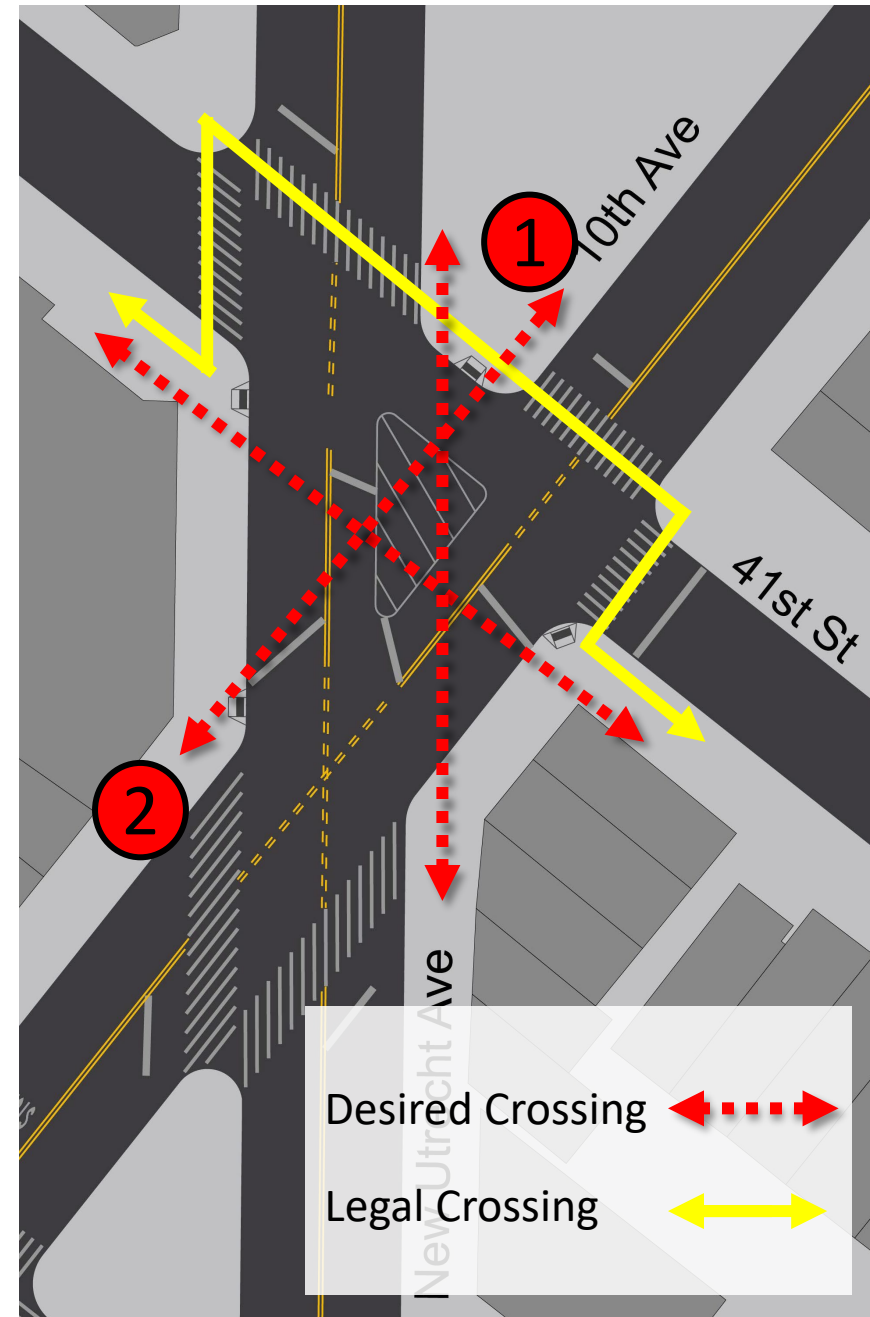 1
10th Ave
41st St
2
New Utrecht Ave
Desired Crossing
Legal Crossing